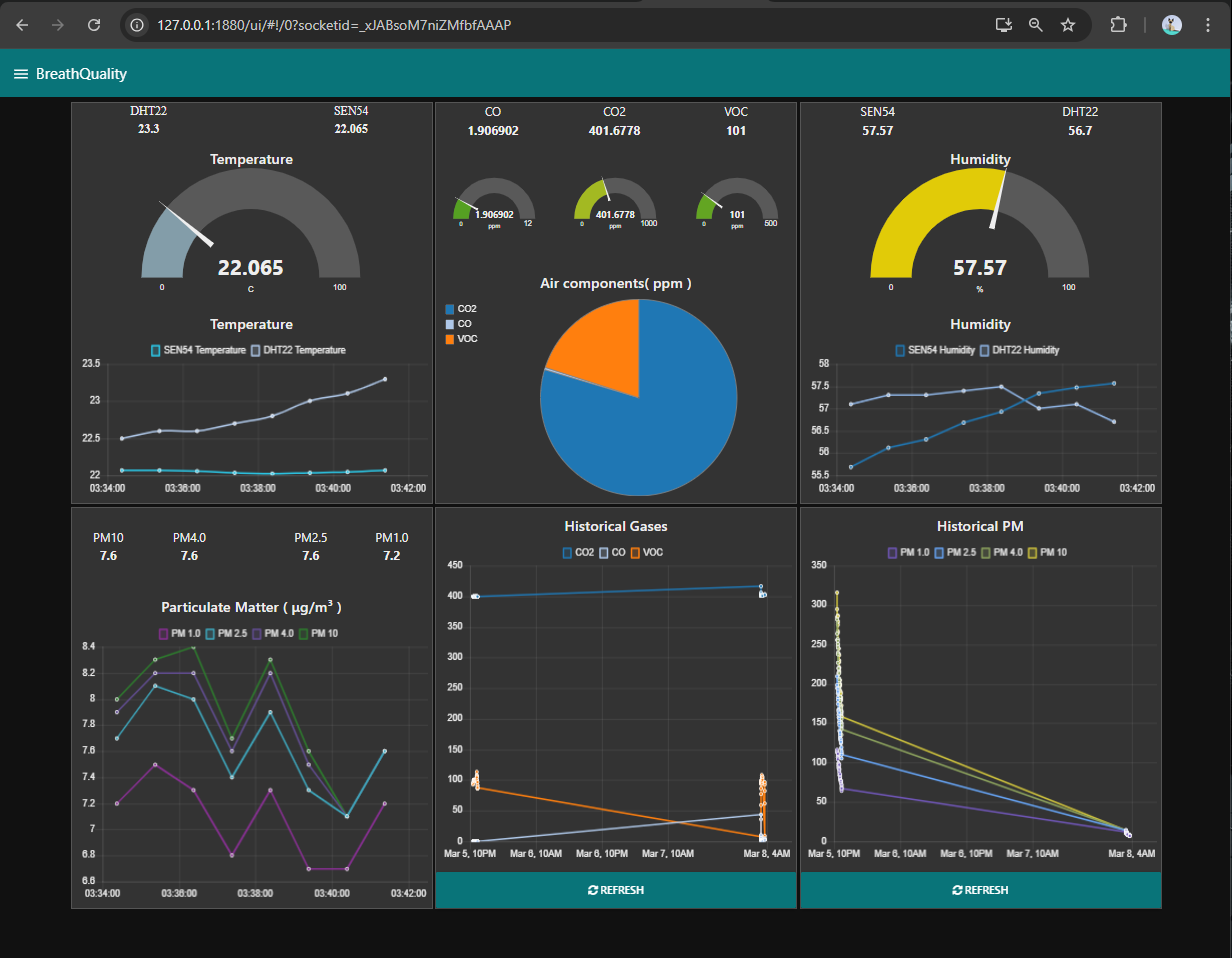 127.0.0.1:1880/ui/#!/0?socketid=_xJABsoM7niZMfbfAAAP
BreathQuality
DHT22 SEN54
23.3 22.065
Temperature
22.065
0 C 100
Temperature
SEN54 Temperature DHT22 Temperature
23.5
23
22.5
22
03:34:00 03:36:00 03:38:00 03:40:00 03:42:00
CO CO2 VOC
1.906902 401.6778 101
1.906902 401.6778 101
0 ppm 12 0 ppm 1000 0 ppm 500
Air components( ppm )
CO2
CO
VOC
SEN54 DHT22
57.57 56.7
Humidity
57.57
0 % 100
Humidity
SEN54 Humidity DHT22 Humidity
58
57.5
57
56.5
56
55.5
03:34:00 03:36:00 03:38:00 03:40:00 03:42:00
PM10 PM4.0 PM2.5 PM1.0
7.6 7.6 7.6 7.2
Particulate Matter ( µg/m³ )
PM 1.0 PM 2.5 PM 4.0 PM 10
8.4
8.2
8
7.8
7.6
7.4
7.2
7
6.8
6.6
03:34:00 03:36:00 03:38:00 03:40:00 03:42:00
Historical Gases
CO2 CO VOC
450
400
350
300
250
200
150
100
50
0
Mar 5, 10PM Mar 6, 10AM Mar 6, 10PM Mar 7, 10AM Mar 8, 4AM
REFRESH
Historical PM
PM 1.0 PM 2.5 PM 4.0 PM 10
350
300
250
200
150
100
50
0
Mar 5, 10PM Mar 6, 10AM Mar 6, 10PM Mar 7, 10AM Mar 8, 4AM
REFRESH